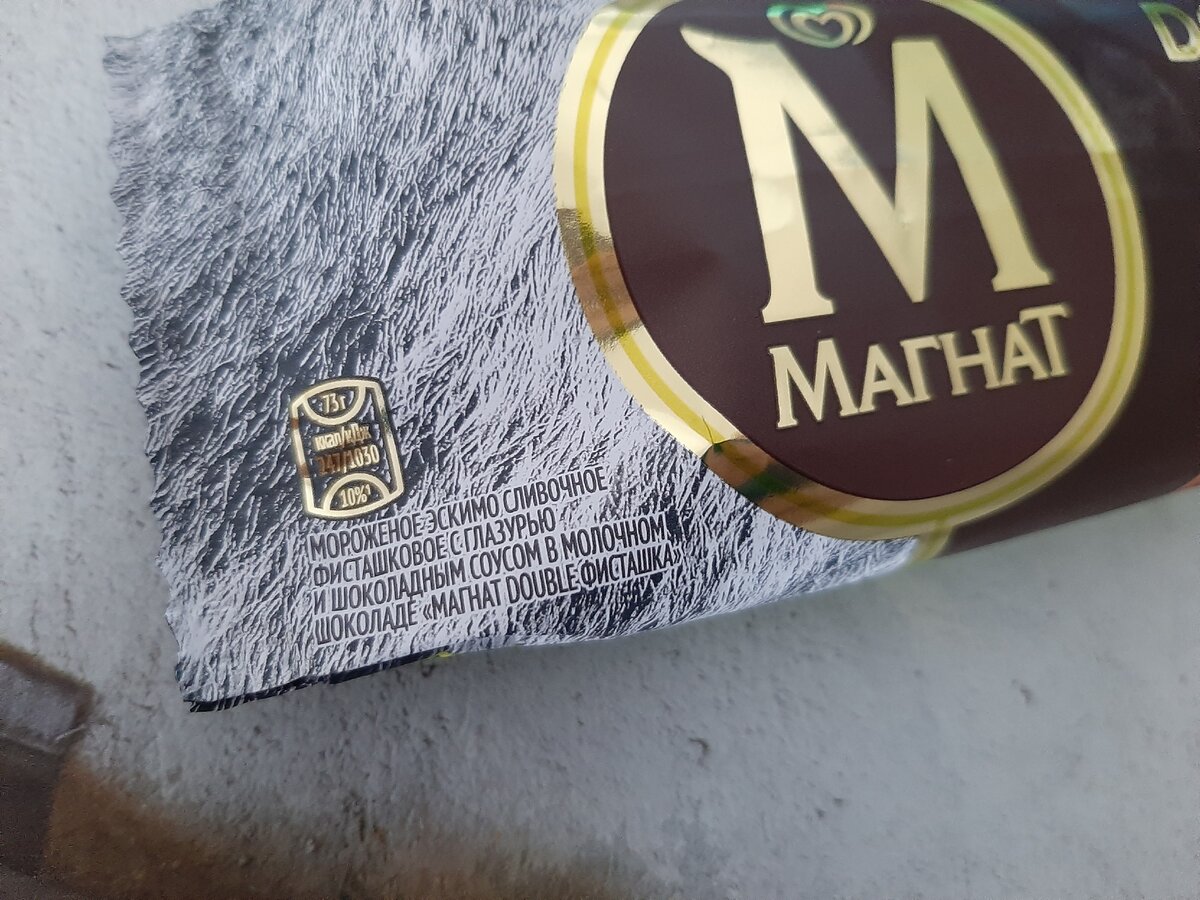 M
МАГНАТ
D
73 г
ккал/кДж
247/1030
10%¹
МОРОЖЕНОЕ ЭСКИМО СЛИВОЧНОЕ
ФИСТАШКОВОЕ С ГЛАЗУРЬЮ
И ШОКОЛАДНЫМ СОУСОМ В МОЛОЧНОМ
ШОКОЛАДЕ «МАГНАТ DOUBLE ФИСТАШКА»